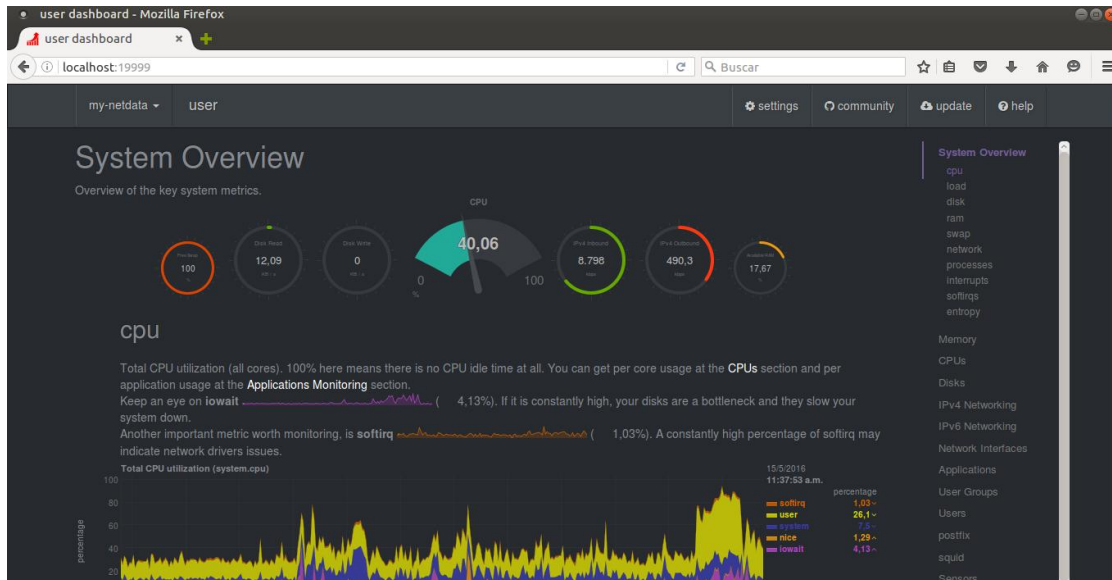 user dashboard - Mozilla Firefox
user dashboard
localhost:19999
Buscar
my-netdata
user
settings
community
update
help
System Overview
Overview of the key system metrics.
CPU
Free Swap
100
%
Disk Read
12,09
KB / s
Disk Write
0
KB / s
40,06
0
100
%
IPv4 Inbound
8.798
kbps
IPv4 Outbound
490,3
kbps
Available RAM
17,67
%
cpu
Total CPU utilization (all cores). 100% here means there is no CPU idle time at all. You can get per core usage at the CPUs section and per
application usage at the Applications Monitoring section.
Keep an eye on iowait ( 4,13%). If it is constantly high, your disks are a bottleneck and they slow your
system down.
Another important metric worth monitoring, is softirq ( 1,03%). A constantly high percentage of softirq may
indicate network drivers issues.
Total CPU utilization (system.cpu)
15/5/2016
11:37:53 a.m.
percentage
softirq 1,03
user 26,1
system 7,5
nice 1,29
iowait 4,13
percentage
100
80
60
40
20
System Overview
cpu
load
disk
ram
swap
network
processes
interrupts
softirqs
entropy
Memory
CPUs
Disks
IPv4 Networking
IPv6 Networking
Network Interfaces
Applications
User Groups
Users
postfix
squid
Sensors